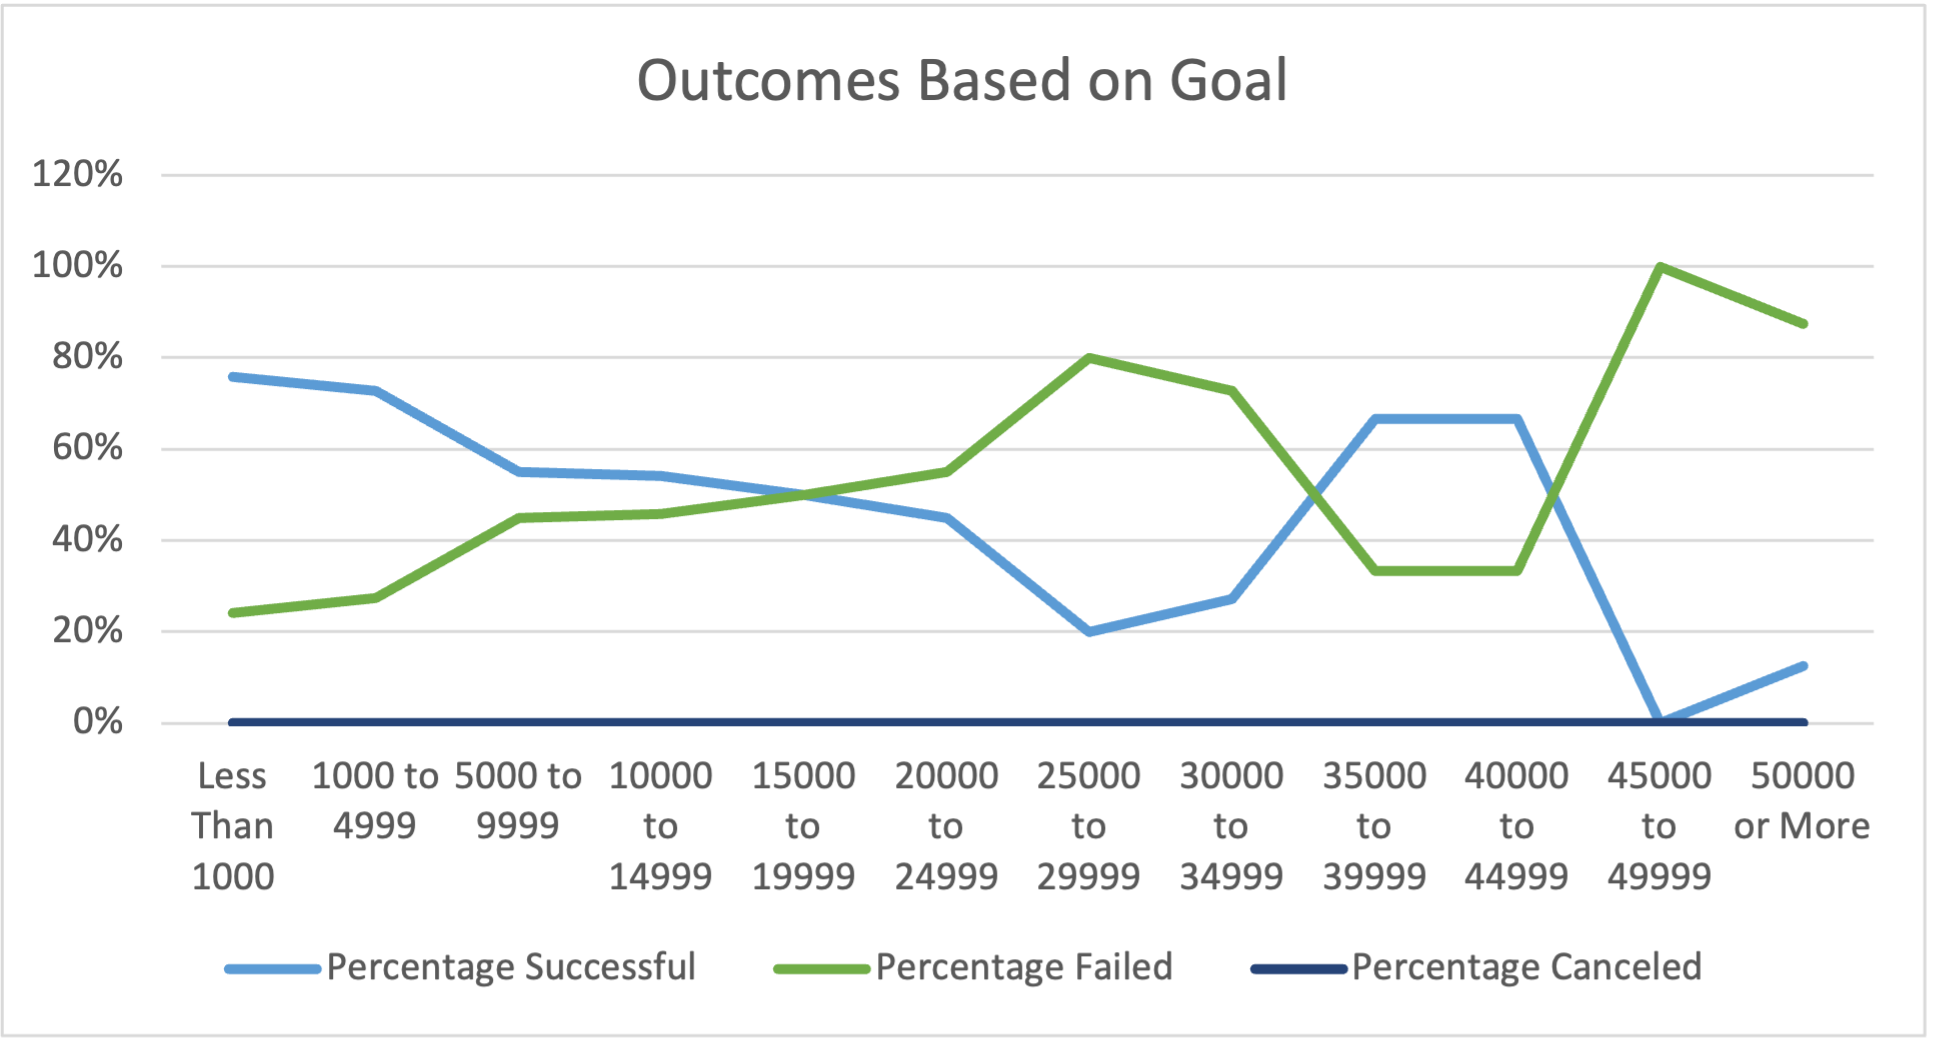 Outcomes Based on Goal
120%
100%
80%
60%
40%
20%
0%
Less Than 1000
1000 to 4999
5000 to 9999
10000 to 14999
15000 to 19999
20000 to 24999
25000 to 29999
30000 to 34999
35000 to 39999
40000 to 44999
45000 to 49999
50000 or More
Percentage Successful
Percentage Failed
Percentage Canceled